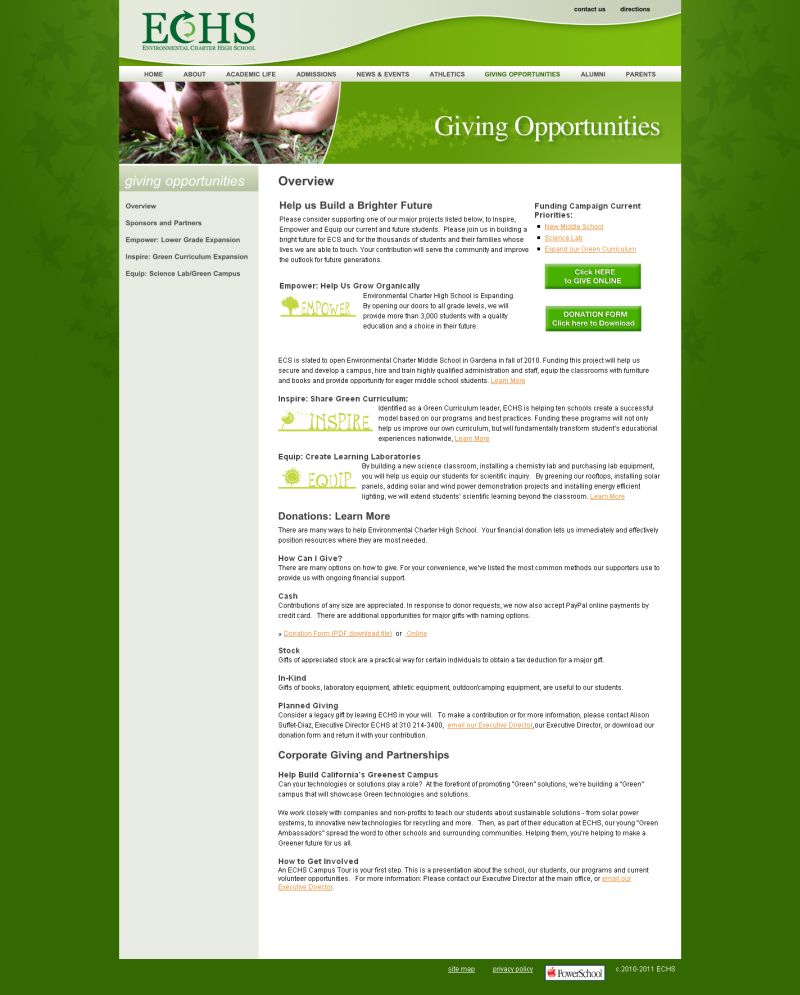 contact us directions
ECHS
ENVIRONMENTAL CHARTER HIGH SCHOOL
HOME ABOUT ACADEMIC LIFE ADMISSIONS NEWS & EVENTS ATHLETICS GIVING OPPORTUNITIES ALUMNI PARENTS
Giving Opportunities
giving opportunities
Overview
Sponsors and Partners
Empower: Lower Grade Expansion
Inspire: Green Curriculum Expansion
Equip: Science Lab/Green Campus
Overview
Help us Build a Brighter Future
Please consider supporting one of our major projects listed below, to Inspire,
Empower and Equip our current and future students. Please join us in building a
bright future for ECS and for the thousands of students and their families whose
lives we are able to touch. Your contribution will serve the community and improve
the outlook for future generations.
Funding Campaign Current
Priorities:
New Middle School
Science Lab
Expand our Green Curriculum
Click HERE
to GIVE ONLINE
DONATION FORM
Click here to Download
Empower: Help Us Grow Organically
EMPOWER
Environmental Charter High School is Expanding.
By opening our doors to all grade levels, we will
provide more than 3,000 students with a quality
education and a choice in their future.
ECS is slated to open Environmental Charter Middle School in Gardena in fall of 2010. Funding this project will help us
secure and develop a campus, hire and train highly qualified administration and staff, equip the classrooms with furniture
and books and provide opportunity for eager middle school students. Learn More
Inspire: Share Green Curriculum:
INSPIRE
Identified as a Green Curriculum leader, ECHS is helping ten schools create a successful
model based on our programs and best practices. Funding these programs will not only
help us improve our own curriculum, but will fundamentally transform student's educational
experiences nationwide, Learn More
Equip: Create Learning Laboratories
EQUIP
By building a new science classroom, installing a chemistry lab and purchasing lab equipment,
you will help us equip our students for scientific inquiry. By greening our rooftops, installing solar
panels, adding solar and wind power demonstration projects and installing energy efficient
lighting, we will extend students' scientific learning beyond the classroom. Learn More
Donations: Learn More
There are many ways to help Environmental Charter High School. Your financial donation lets us immediately and effectively
position resources where they are most needed.
How Can I Give?
There are many options on how to give. For your convenience, we've listed the most common methods our supporters use to
provide us with ongoing financial support.
Cash
Contributions of any size are appreciated. In response to donor requests, we now also accept PayPal online payments by
credit card. There are additional opportunities for major gifts with naming options.
» Donation Form (PDF download file) or Online
Stock
Gifts of appreciated stock are a practical way for certain individuals to obtain a tax deduction for a major gift.
In-Kind
Gifts of books, laboratory equipment, athletic equipment, outdoor/camping equipment, are useful to our students.
Planned Giving
Consider a legacy gift by leaving ECHS in your will. To make a contribution or for more information, please contact Alison
Suffet-Diaz, Executive Director ECHS at 310 214-3400, email our Executive Director,our Executive Director, or download our
donation form and return it with your contribution.
Corporate Giving and Partnerships
Help Build California's Greenest Campus
Can your technologies or solutions play a role? At the forefront of promoting "Green" solutions, we're building a "Green"
campus that will showcase Green technologies and solutions.
We work closely with companies and non-profits to teach our students about sustainable solutions - from solar power
systems, to innovative new technologies for recycling and more. Then, as part of their education at ECHS, our young "Green
Ambassadors" spread the word to other schools and surrounding communities. Helping them, you're helping to make a
Greener future for us all.
How to Get Involved
An ECHS Campus Tour is your first step. This is a presentation about the school, our students, our programs and current
volunteer opportunities. For more information: Please contact our Executive Director at the main office, or email our
Executive Director.
site map privacy policy PowerSchool c.2010-2011 ECHS